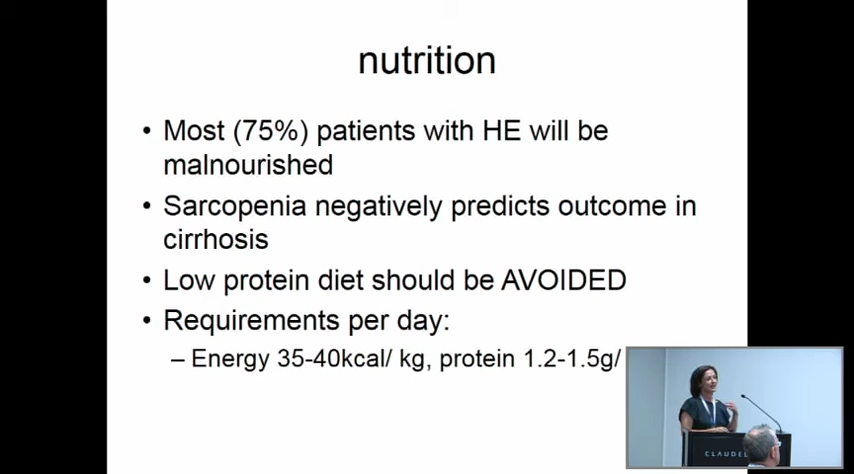 nutrition
• Most (75%) patients with HE will be
malnourished
• Sarcopenia negatively predicts outcome in
cirrhosis
• Low protein diet should be AVOIDED
• Requirements per day:
– Energy 35-40kcal/ kg, protein 1.2-1.5g/
CLAUDEL